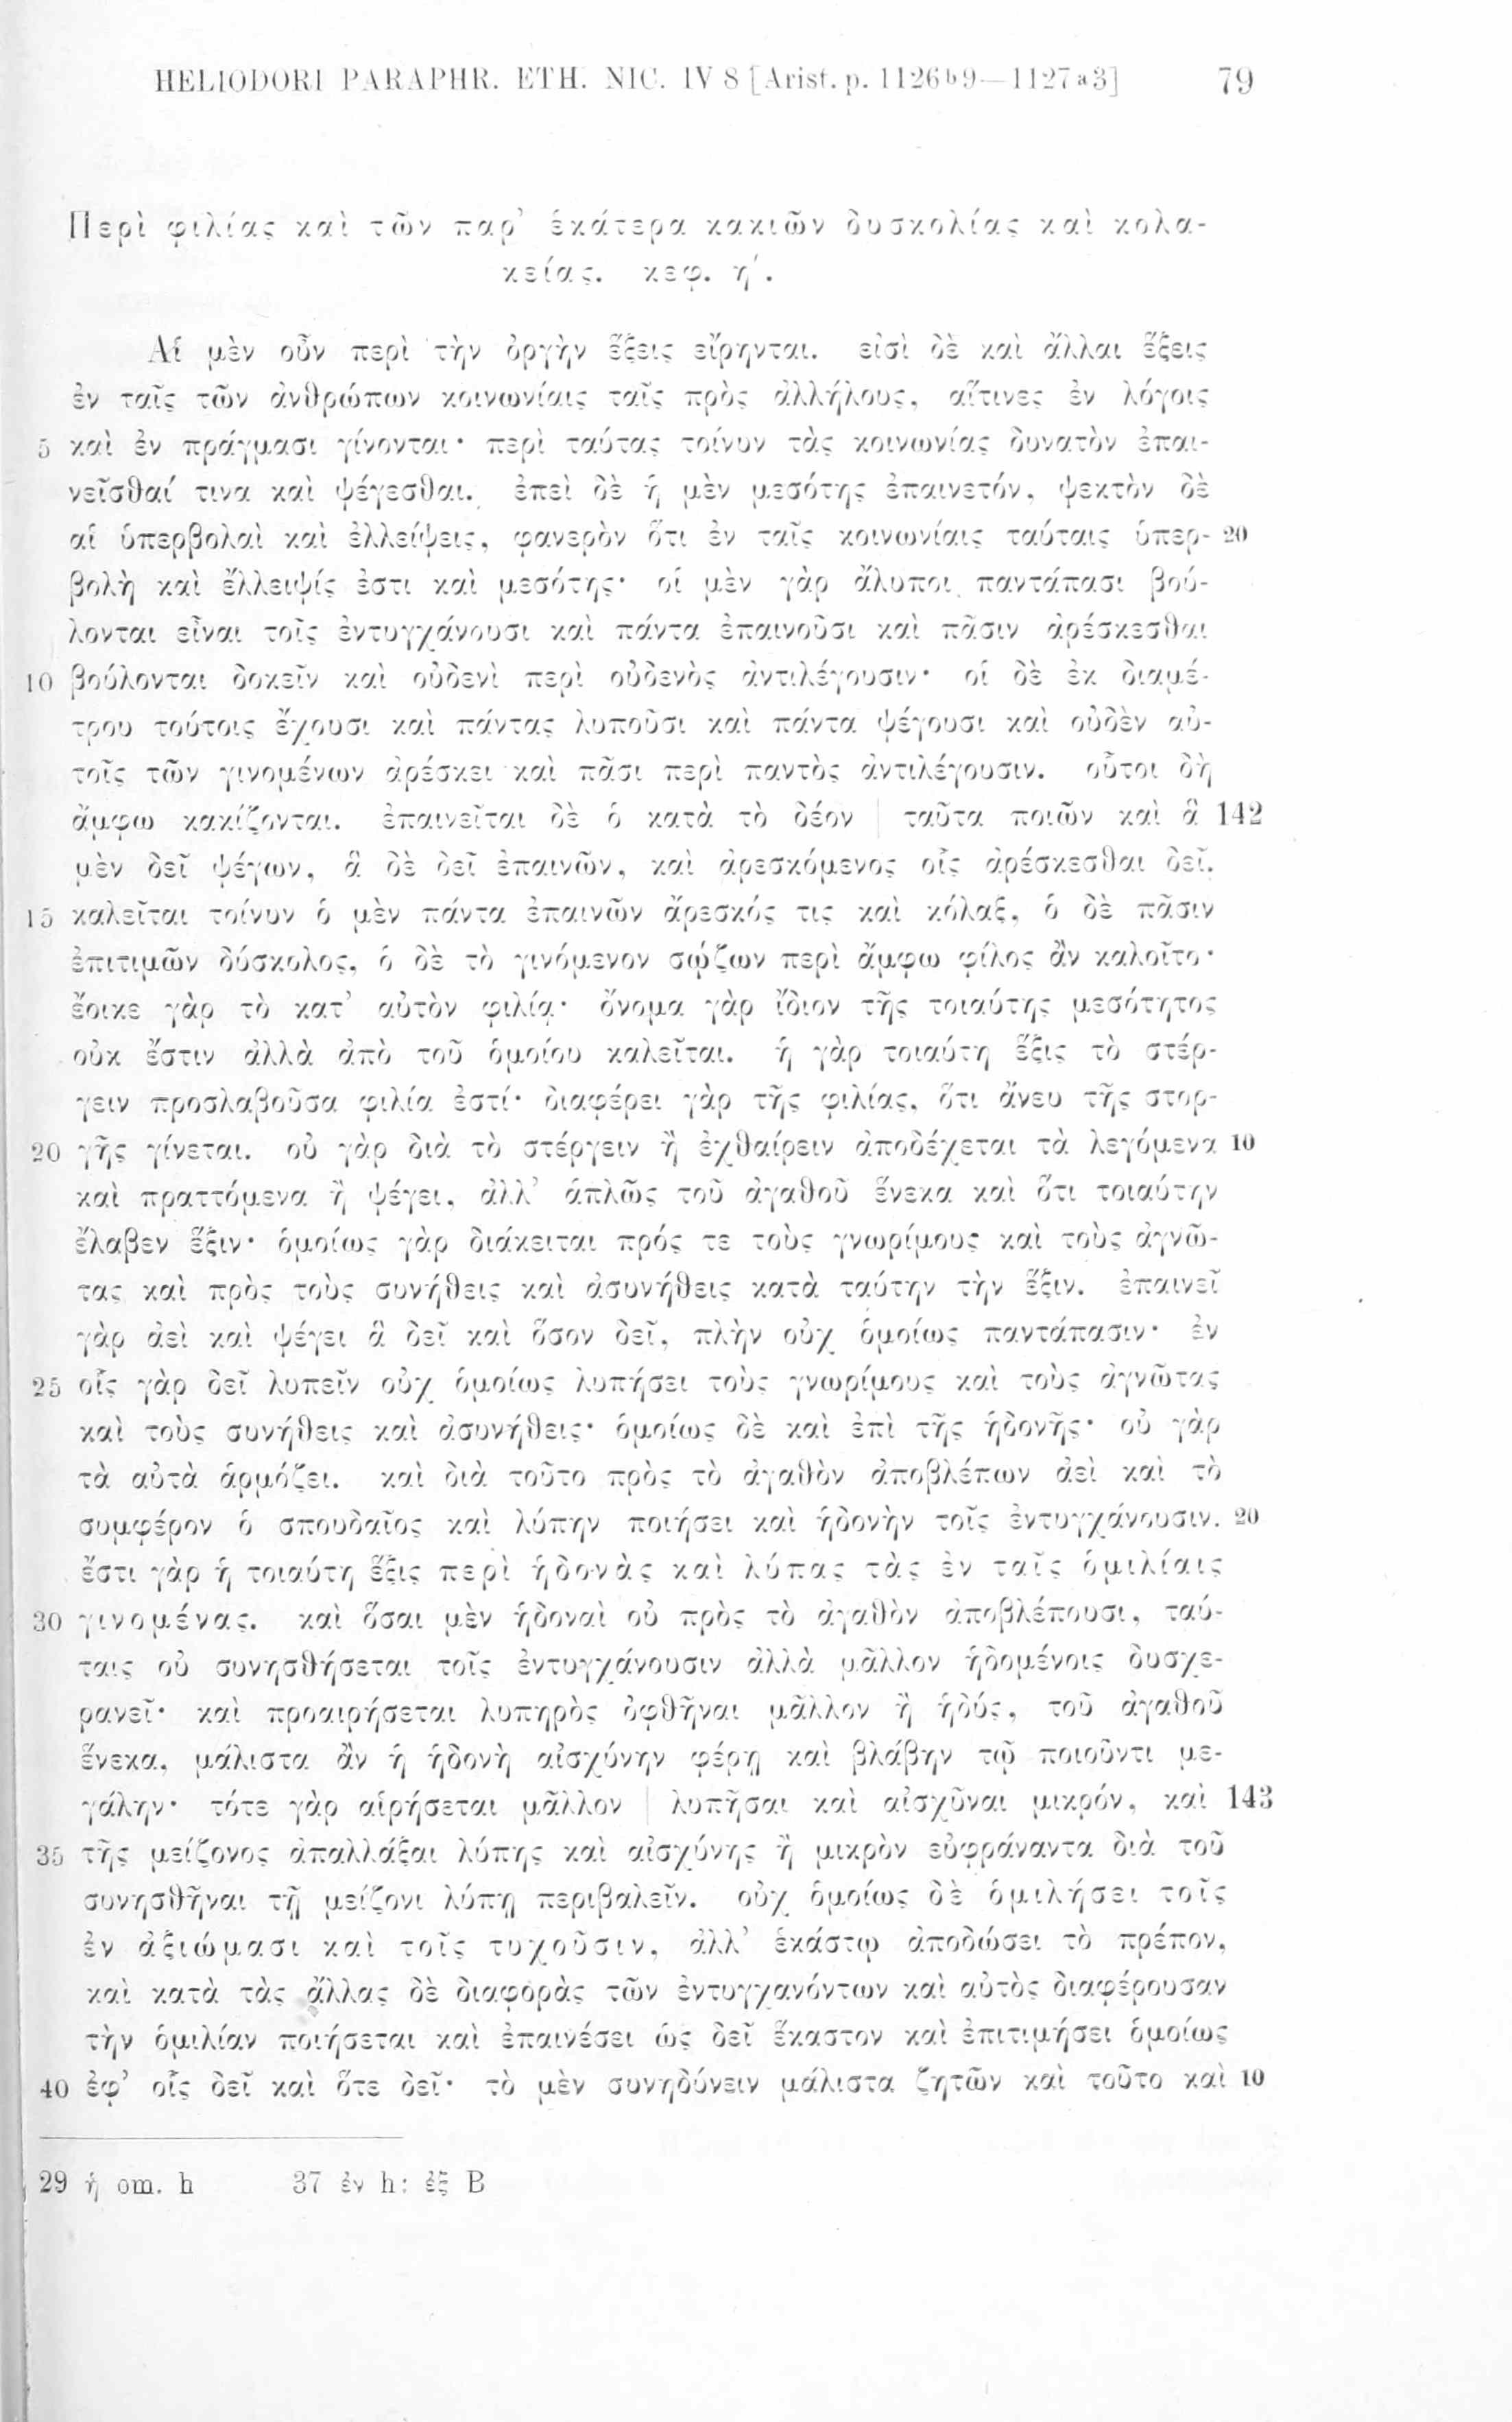 HELIODORI PARAPHR. ETH. NIC. IV 8 [Arist. p. 1126b9—1127a3] 79
Περὶ φιλίας καὶ τῶν παρ’ ἑκάτερα κακιῶν δυσκολίας καὶ κολα-
κείας. κεφ. η΄.
Αἱ μὲν οὖν περὶ τὴν ὀργὴν ἕξεις εἴρηνται. εἰσὶ δὲ καὶ ἄλλαι ἕξεις
ἐν ταῖς τῶν ἀνθρώπων κοινωνίαις ταῖς πρὸς ἀλλήλους, αἵτινες ἐν λόγοις
5 καὶ ἐν πράγμασι γίνονται· περὶ ταύτας τοίνυν τὰς κοινωνίας δυνατὸν ἐπαι-
νεῖσθαί τινα καὶ ψέγεσθαι. ἐπεὶ δὲ ἡ μὲν μεσότης ἐπαινετόν, ψεκτὸν δὲ
αἱ ὑπερβολαὶ καὶ ἐλλείψεις, φανερὸν ὅτι ἐν ταῖς κοινωνίαις ταύταις ὑπερ- 20
βολὴ καὶ ἔλλειψίς ἐστι καὶ μεσότης· οἱ μὲν γὰρ ἄλυποι παντάπασι βού-
λονται εἶναι τοῖς ἐντυγχάνουσι καὶ πάντα ἐπαινοῦσι καὶ πᾶσιν ἀρέσκεσθαι
10 βούλονται δοκεῖν καὶ οὐδενὶ περὶ οὐδενὸς ἀντιλέγουσιν· οἱ δὲ ἐκ διαμέ-
τρου τούτοις ἔχουσι καὶ πάντας λυποῦσι καὶ πάντα ψέγουσι καὶ οὐδὲν αὐ-
τοῖς τῶν γινομένων ἀρέσκει καὶ πᾶσι περὶ παντὸς ἀντιλέγουσιν. οὗτοι δὴ
ἄμφω κακίζονται. ἐπαινεῖται δὲ ὁ κατὰ τὸ δέον | ταῦτα ποιῶν καὶ ἃ 142
μὲν δεῖ ψέγων, ἃ δὲ δεῖ ἐπαινῶν, καὶ ἀρεσκόμενος οἷς ἀρέσκεσθαι δεῖ.
15 καλεῖται τοίνυν ὁ μὲν πάντα ἐπαινῶν ἄρεσκός τις καὶ κόλαξ, ὁ δὲ πᾶσιν
ἐπιτιμῶν δύσκολος, ὁ δὲ τὸ γινόμενον σῴζων περὶ ἄμφω φίλος ἂν καλοῖτο·
ἔοικε γὰρ τὸ κατ’ αὐτὸν φιλίᾳ· ὄνομα γὰρ ἴδιον τῆς τοιαύτης μεσότητος
οὐκ ἔστιν ἀλλὰ ἀπὸ τοῦ ὁμοίου καλεῖται. ἡ γὰρ τοιαύτη ἕξις τὸ στέρ-
γειν προσλαβοῦσα φιλία ἐστί· διαφέρει γὰρ τῆς φιλίας, ὅτι ἄνευ τῆς στορ-
20 γῆς γίνεται. οὐ γὰρ διὰ τὸ στέργειν ἢ ἐχθαίρειν ἀποδέχεται τὰ λεγόμενα 10
καὶ πραττόμενα ἢ ψέγει, ἀλλ’ ἁπλῶς τοῦ ἀγαθοῦ ἕνεκα καὶ ὅτι τοιαύτην
ἔλαβεν ἕξιν· ὁμοίως γὰρ διάκειται πρός τε τοὺς γνωρίμους καὶ τοὺς ἀγνῶ-
τας καὶ πρὸς τοὺς συνήθεις καὶ ἀσυνήθεις κατὰ ταύτην τὴν ἕξιν. ἐπαινεῖ
γὰρ ἀεὶ καὶ ψέγει ἃ δεῖ καὶ ὅσον δεῖ, πλὴν οὐχ ὁμοίως παντάπασιν· ἐν
25 οἷς γὰρ δεῖ λυπεῖν οὐχ ὁμοίως λυπήσει τοὺς γνωρίμους καὶ τοὺς ἀγνῶτας
καὶ τοὺς συνήθεις καὶ ἀσυνήθεις· ὁμοίως δὲ καὶ ἐπὶ τῆς ἡδονῆς· οὐ γὰρ
τὰ αὐτὰ ἁρμόζει. καὶ διὰ τοῦτο πρὸς τὸ ἀγαθὸν ἀποβλέπων ἀεὶ καὶ τὸ
συμφέρον ὁ σπουδαῖος καὶ λύπην ποιήσει καὶ ἡδονὴν τοῖς ἐντυγχάνουσιν. 20
ἔστι γὰρ ἡ τοιαύτη ἕξις περὶ ἡδονὰς καὶ λύπας τὰς ἐν ταῖς ὁμιλίαις
30 γινομένας. καὶ ὅσαι μὲν ἡδοναὶ οὐ πρὸς τὸ ἀγαθὸν ἀποβλέπουσι, ταύ-
ταις οὐ συνησθήσεται τοῖς ἐντυγχάνουσιν ἀλλὰ μᾶλλον ἡδομένοις δυσχε-
ρανεῖ· καὶ προαιρήσεται λυπηρὸς ὀφθῆναι μᾶλλον ἢ ἡδύς, τοῦ ἀγαθοῦ
ἕνεκα, μάλιστα ἂν ἡ ἡδονὴ αἰσχύνην φέρῃ καὶ βλάβην τῷ ποιοῦντι με-
γάλην· τότε γὰρ αἱρήσεται μᾶλλον | λυπῆσαι καὶ αἰσχῦναι μικρόν, καὶ 143
35 τῆς μείζονος ἀπαλλάξαι λύπης καὶ αἰσχύνης ἢ μικρὸν εὐφράναντα διὰ τοῦ
συνησθῆναι τῇ μείζονι λύπῃ περιβαλεῖν. οὐχ ὁμοίως δὲ ὁμιλήσει τοῖς
ἐν ἀξιώμασι καὶ τοῖς τυχοῦσιν, ἀλλ’ ἑκάστῳ ἀποδώσει τὸ πρέπον,
καὶ κατὰ τὰς ἄλλας δὲ διαφορὰς τῶν ἐντυγχανόντων καὶ αὐτὸς διαφέρουσαν
τὴν ὁμιλίαν ποιήσεται καὶ ἐπαινέσει ὡς δεῖ ἕκαστον καὶ ἐπιτιμήσει ὁμοίως
40 ἐφ’ οἷς δεῖ καὶ ὅτε δεῖ· τὸ μὲν συνηδύνειν μάλιστα ζητῶν καὶ τοῦτο καὶ 10
29 ἡ om. h 37 ἐν h: ἐξ B